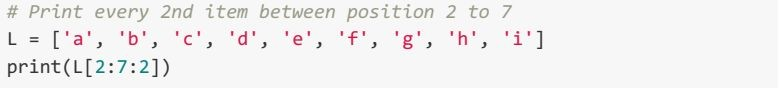 # Print every 2nd item between position 2 to 7
L = ['a', 'b', 'c', 'd', 'e', 'f', 'g', 'h', 'i']
print(L[2:7:2])